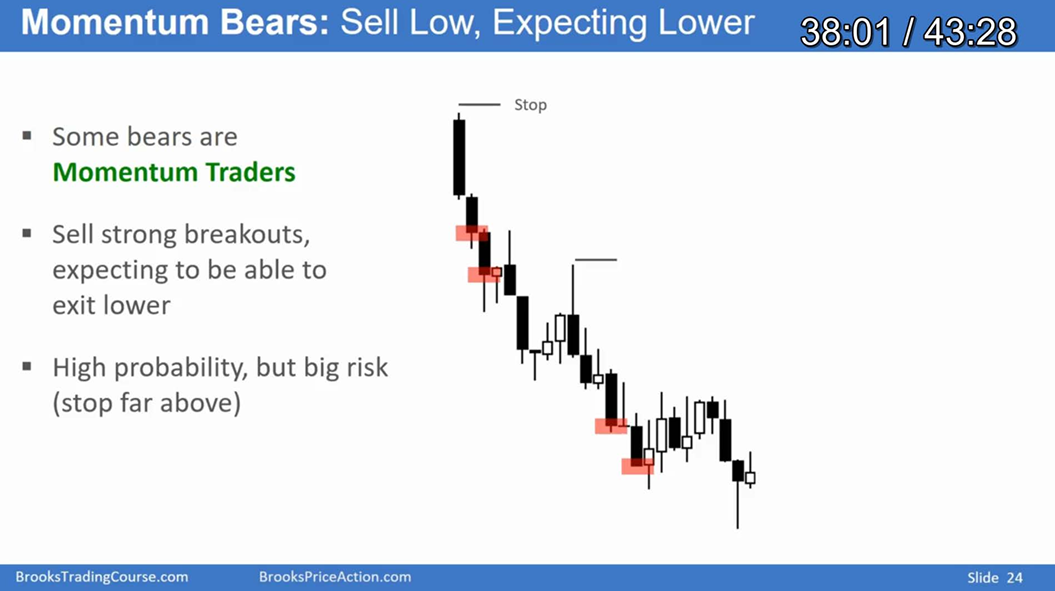 Momentum Bears: Sell Low, Expecting Lower
38:01 / 43:28
Stop
▪ Some bears are
Momentum Traders
▪ Sell strong breakouts,
expecting to be able to
exit lower
▪ High probability, but big risk
(stop far above)
BrooksTradingCourse.com
BrooksPriceAction.com
Slide 24